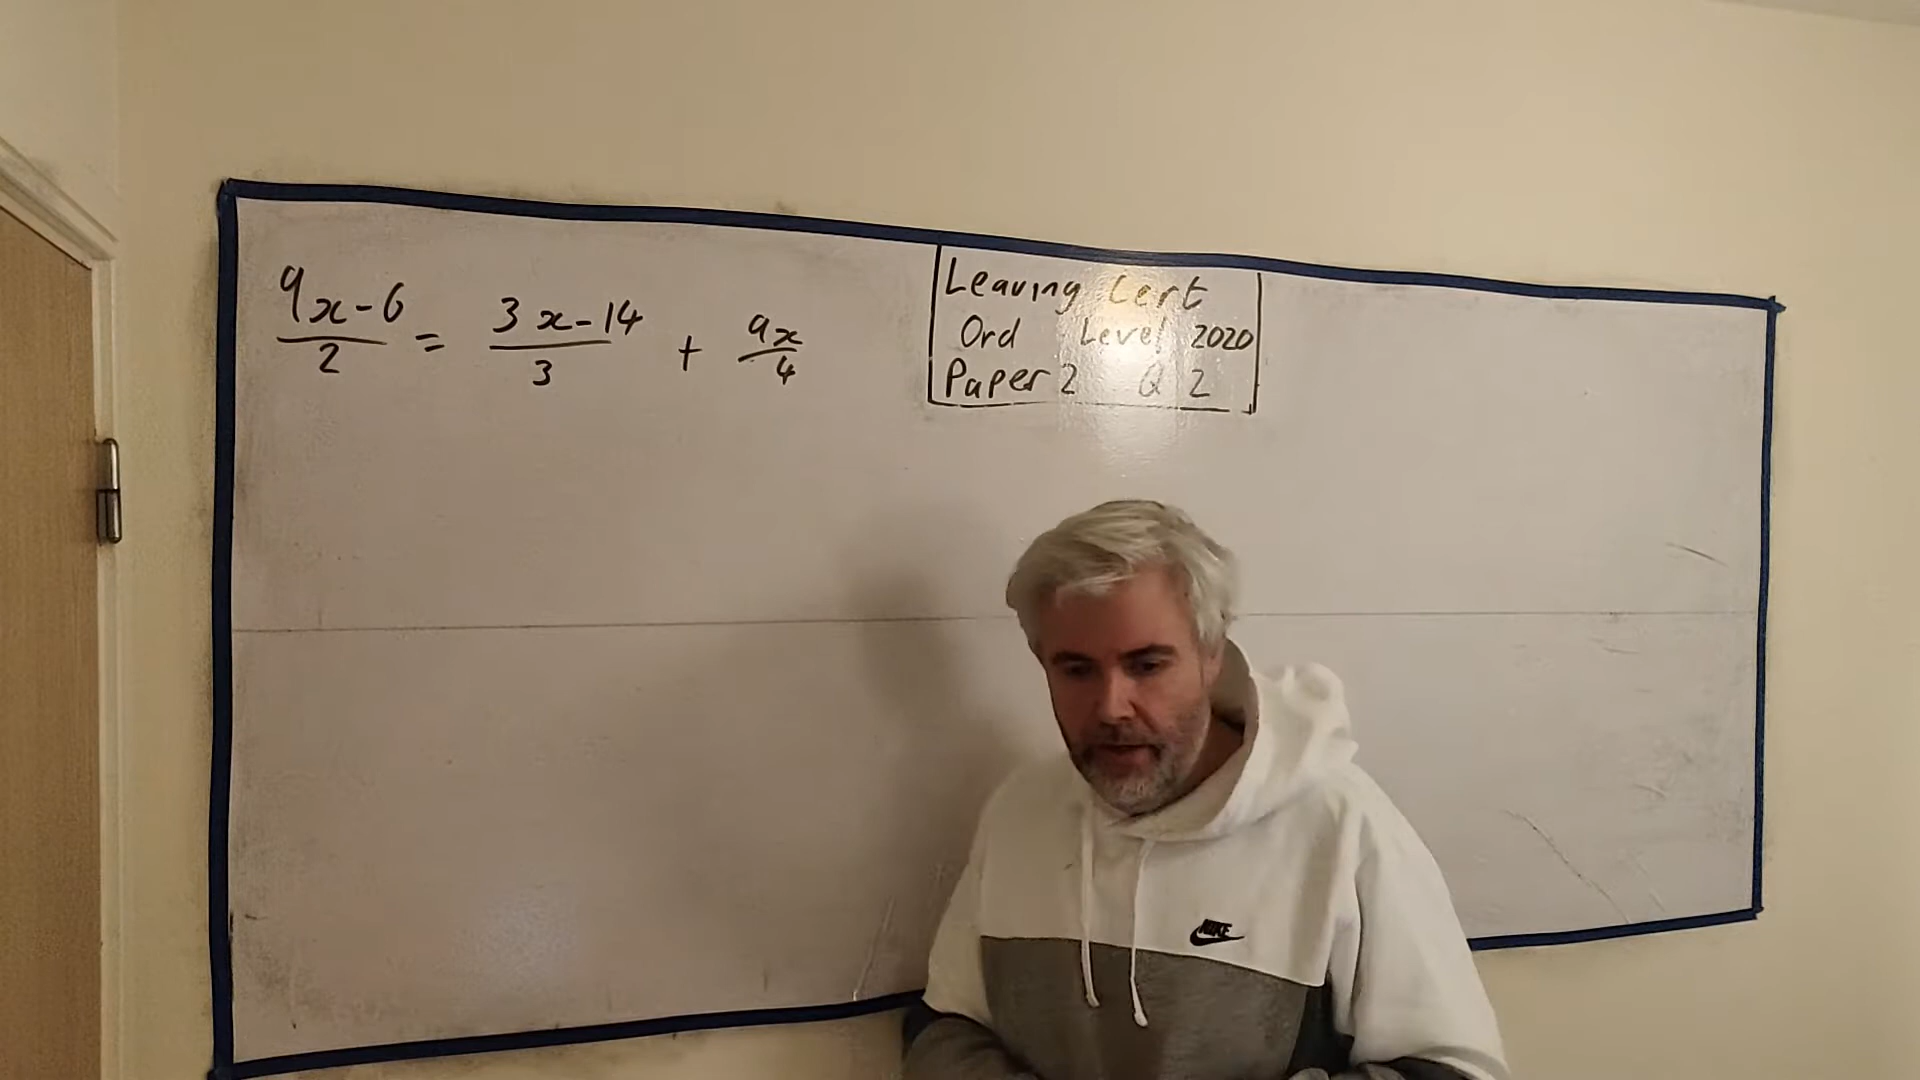 9x-6/2 = 3x-14/3 + 9x/4
Leaving Cert
Ord Level 2020
Paper 2 Q 2
NIKE